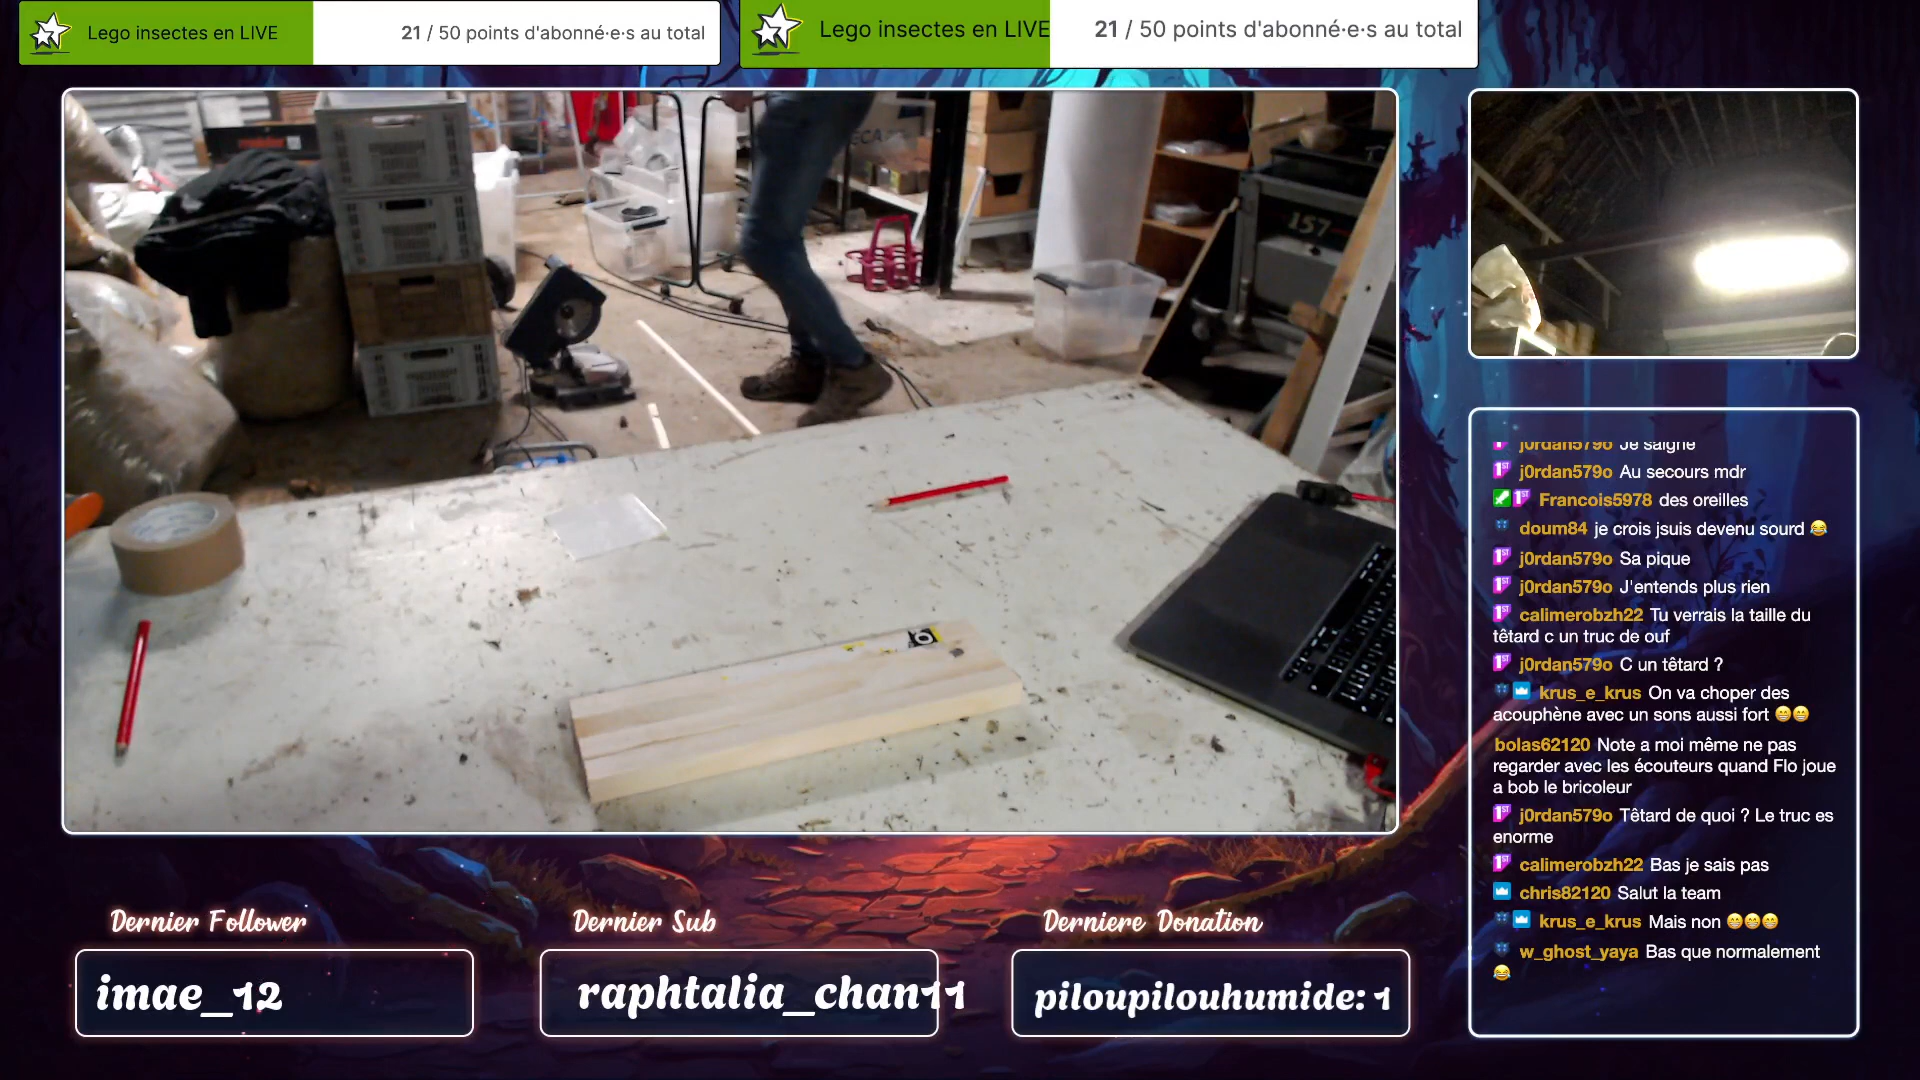 Lego insectes en LIVE
21 / 50 points d'abonné·e·s au total
Lego insectes en LIVE
21 / 50 points d'abonné·e·s au total
157
j0rdan579o Je saigne
j0rdan579o Au secours mdr
Francois5978 des oreilles
doum84 je crois jsuis devenu sourd 😂
j0rdan579o Sa pique
j0rdan579o J'entends plus rien
calimerobzh22 Tu verrais la taille du
têtard c un truc de ouf
j0rdan579o C un têtard ?
krus_e_krus On va choper des
acouphène avec un sons aussi fort 😁😁
bolas62120 Note a moi même ne pas
regarder avec les écouteurs quand Flo joue
a bob le bricoleur
j0rdan579o Têtard de quoi ? Le truc es
enorme
calimerobzh22 Bas je sais pas
chris82120 Salut la team
krus_e_krus Mais non 😁😁😁
w_ghost_yaya Bas que normalement
😂
Dernier Follower
imae_12
Dernier Sub
raphtalia_chan11
Derniere Donation
piloupilouhumide: 1